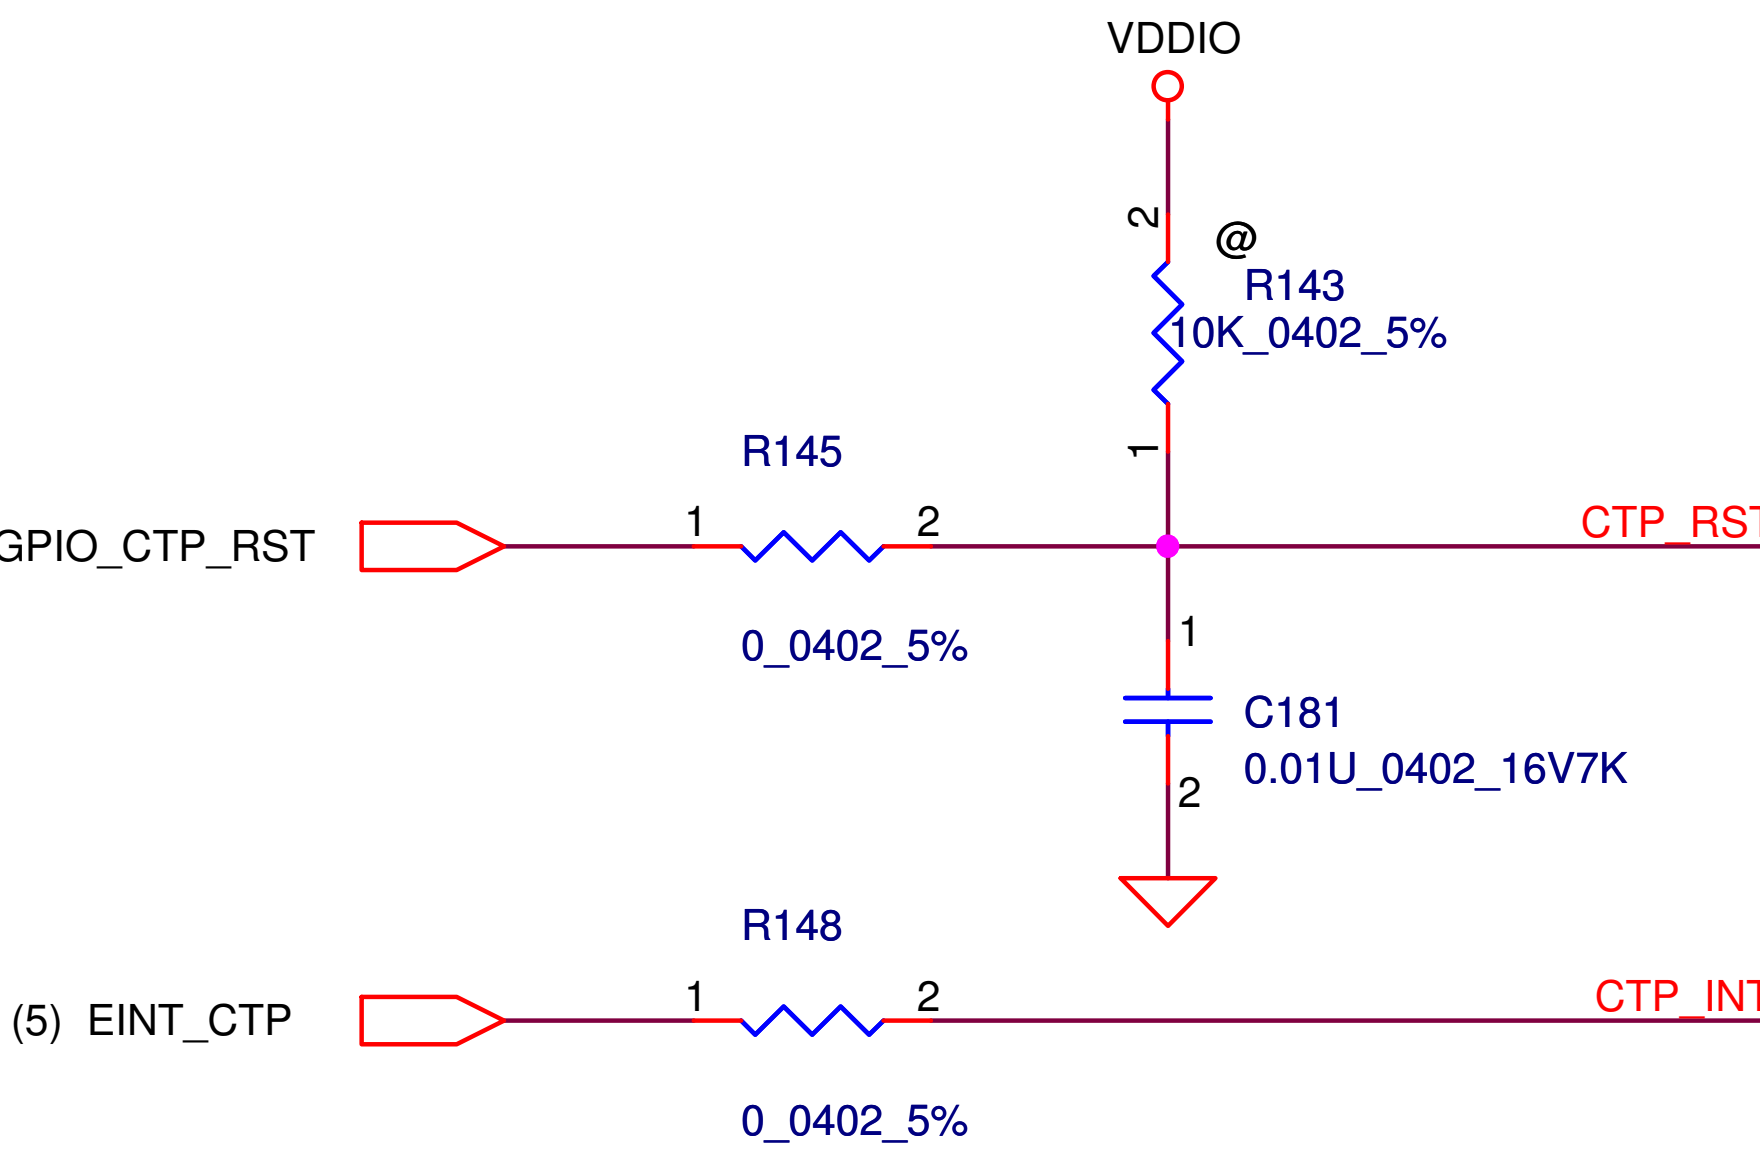 VDDIO
2
@
R143
10K_0402_5%
1
R145
GPIO_CTP_RST
1
2
CTP_RST
0_0402_5%
1
C181
0.01U_0402_16V7K
2
R148
(5) EINT_CTP
1
2
CTP_INT
0_0402_5%